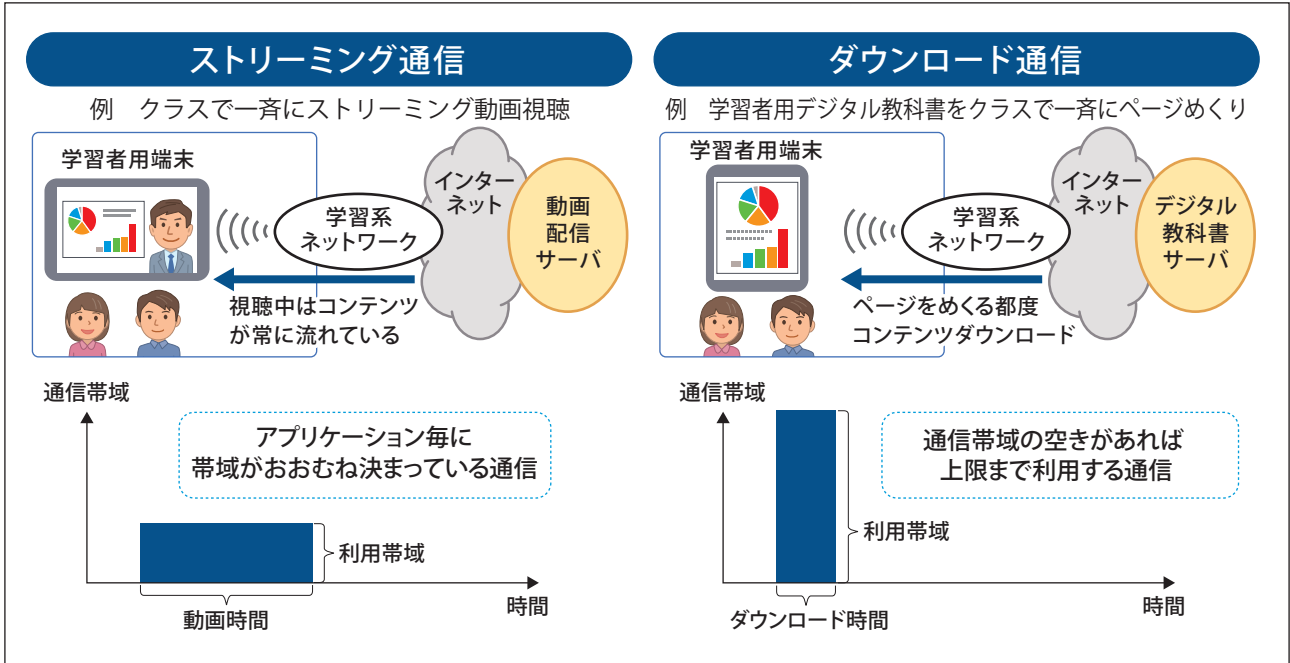 ストリーミング通信
例　クラスで一斉にストリーミング動画視聴
学習者用端末
学習系
ネットワーク
インター
ネット
動画
配信
サーバ
視聴中はコンテンツ
が常に流れている
通信帯域
アプリケーション毎に
帯域がおおむね決まっている通信
利用帯域
動画時間
時間
ダウンロード通信
例　学習者用デジタル教科書をクラスで一斉にページめくり
学習者用端末
学習系
ネットワーク
インター
ネット
デジタル
教科書
サーバ
ページをめくる都度
コンテンツダウンロード
通信帯域
通信帯域の空きがあれば
上限まで利用する通信
利用帯域
ダウンロード時間
時間